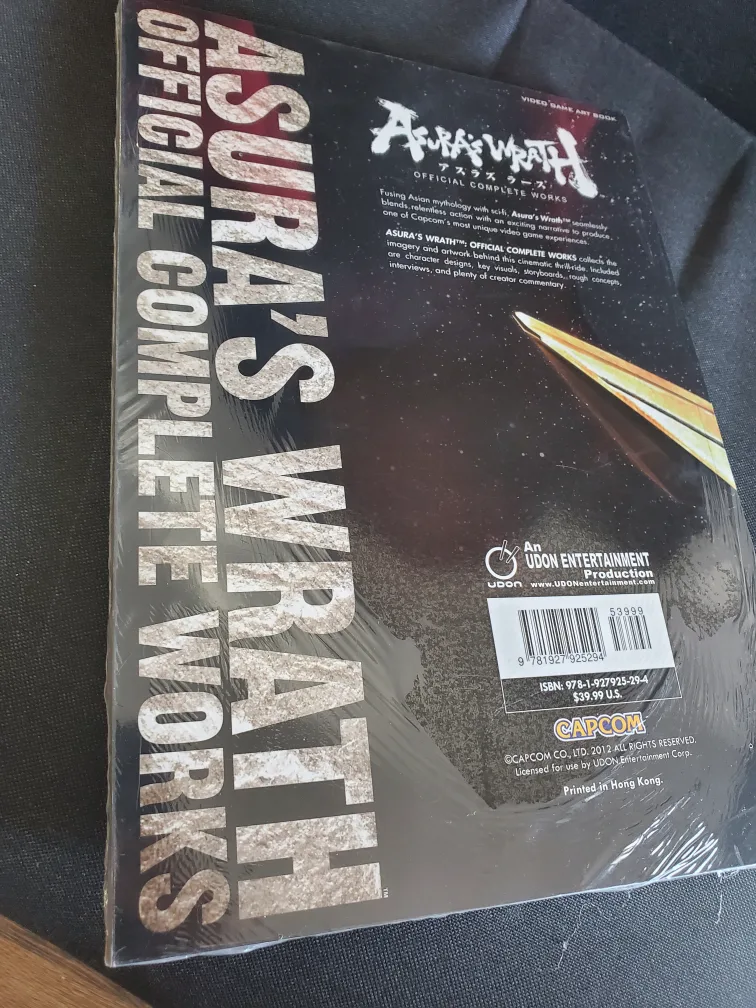 ASURA'S WRATH™
OFFICIAL COMPLETE WORKS
VIDEO GAME ART BOOK
ASURA'S WRATH
アスラズ ラース
OFFICIAL COMPLETE WORKS
Fusing Asian mythology with sci-fi, Asura's Wrath™ seamlessly
blends relentless action with an exciting narrative to produce
one of Capcom's most unique video game experiences.
ASURA'S WRATH™: OFFICIAL COMPLETE WORKS collects the
imagery and artwork behind this cinematic thrill-ride. Included
are character designs, key visuals, storyboards, rough concepts,
interviews, and plenty of creator commentary.
UDON
An
UDON ENTERTAINMENT
Production
www.UDONentertainment.com
53999
9 781927 925294
ISBN: 978-1-927925-29-4
$39.99 U.S.
CAPCOM
©CAPCOM CO., LTD. 2012 ALL RIGHTS RESERVED.
Licensed for use by UDON Entertainment Corp.
Printed in Hong Kong.